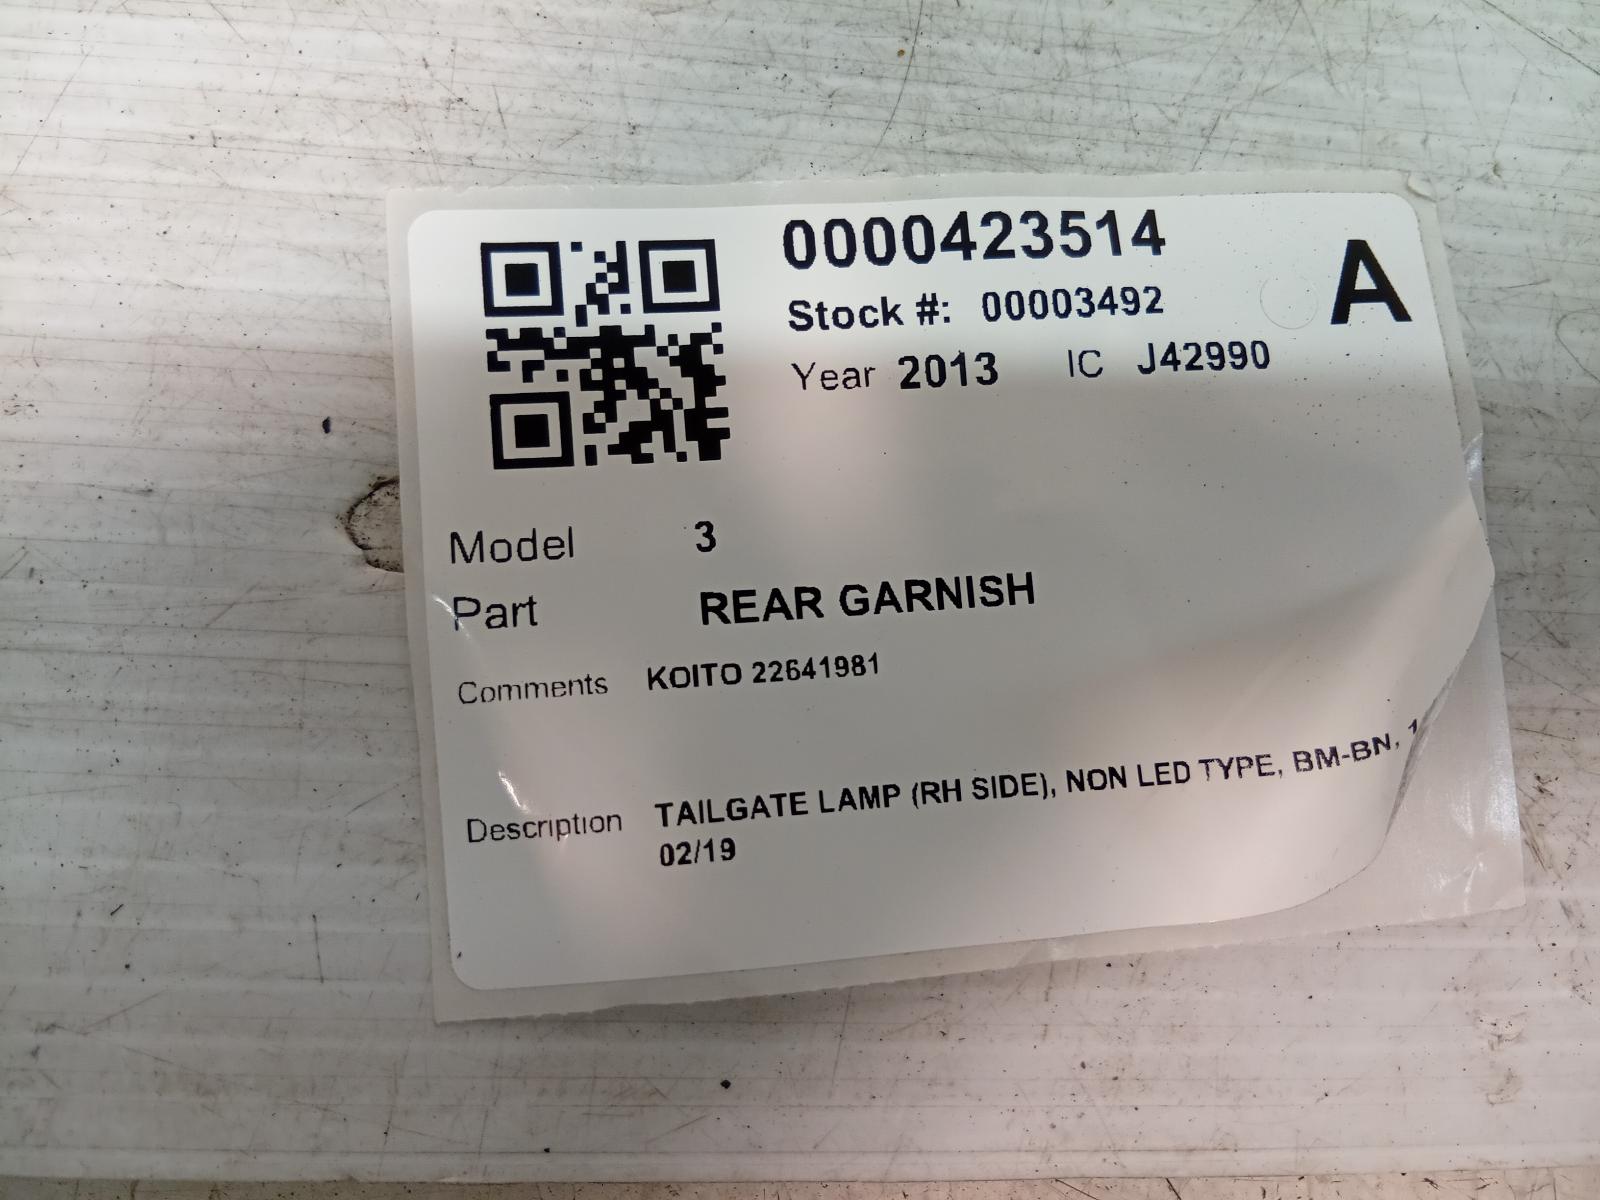 0000423514
A
Stock #: 00003492
Year 2013 IC J42990
Model 3
Part REAR GARNISH
Comments KOITO 22641981
Description TAILGATE LAMP (RH SIDE), NON LED TYPE, BM-BN,
02/19